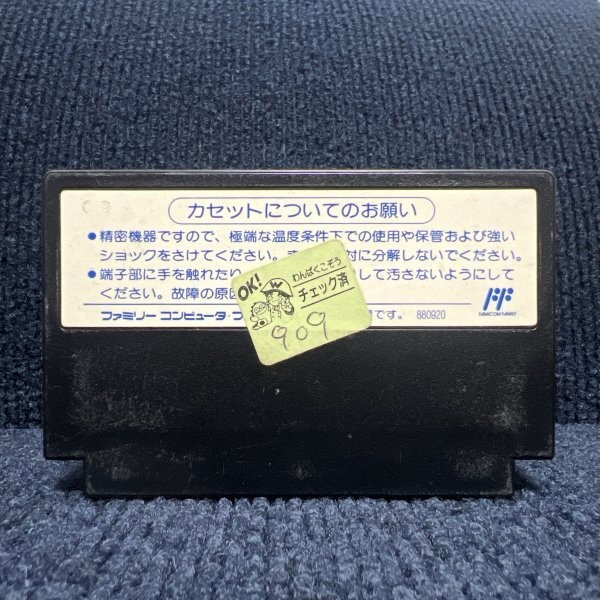 カセットについてのお願い
●精密機器ですので、極端な温度条件下での使用や保管および強い
ショックをさけてください。 対に分解しないでください。
●端子部に手を触れたり して汚さないようにして
ください。故障の原因
ファミリー コンピュータ・フ です。 880920
FF
FAMICOM FAMILY
OK!
わんぱくこぞう
チェック済
W
909